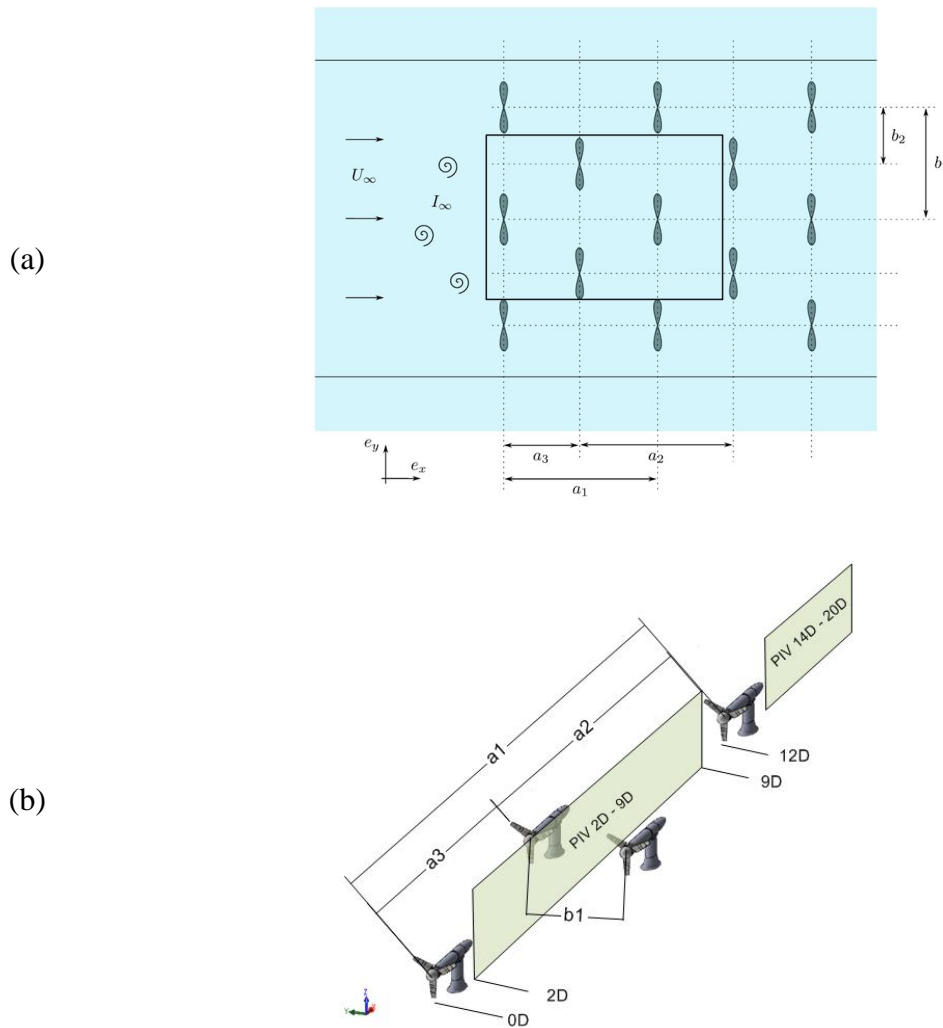 (a)
U∞
I∞
b2
b
a3
a2
a1
ey
ex
(b)
PIV 14D - 20D
a1
a2
12D
9D
PIV 2D - 9D
a3
b1
2D
0D
Z
Y